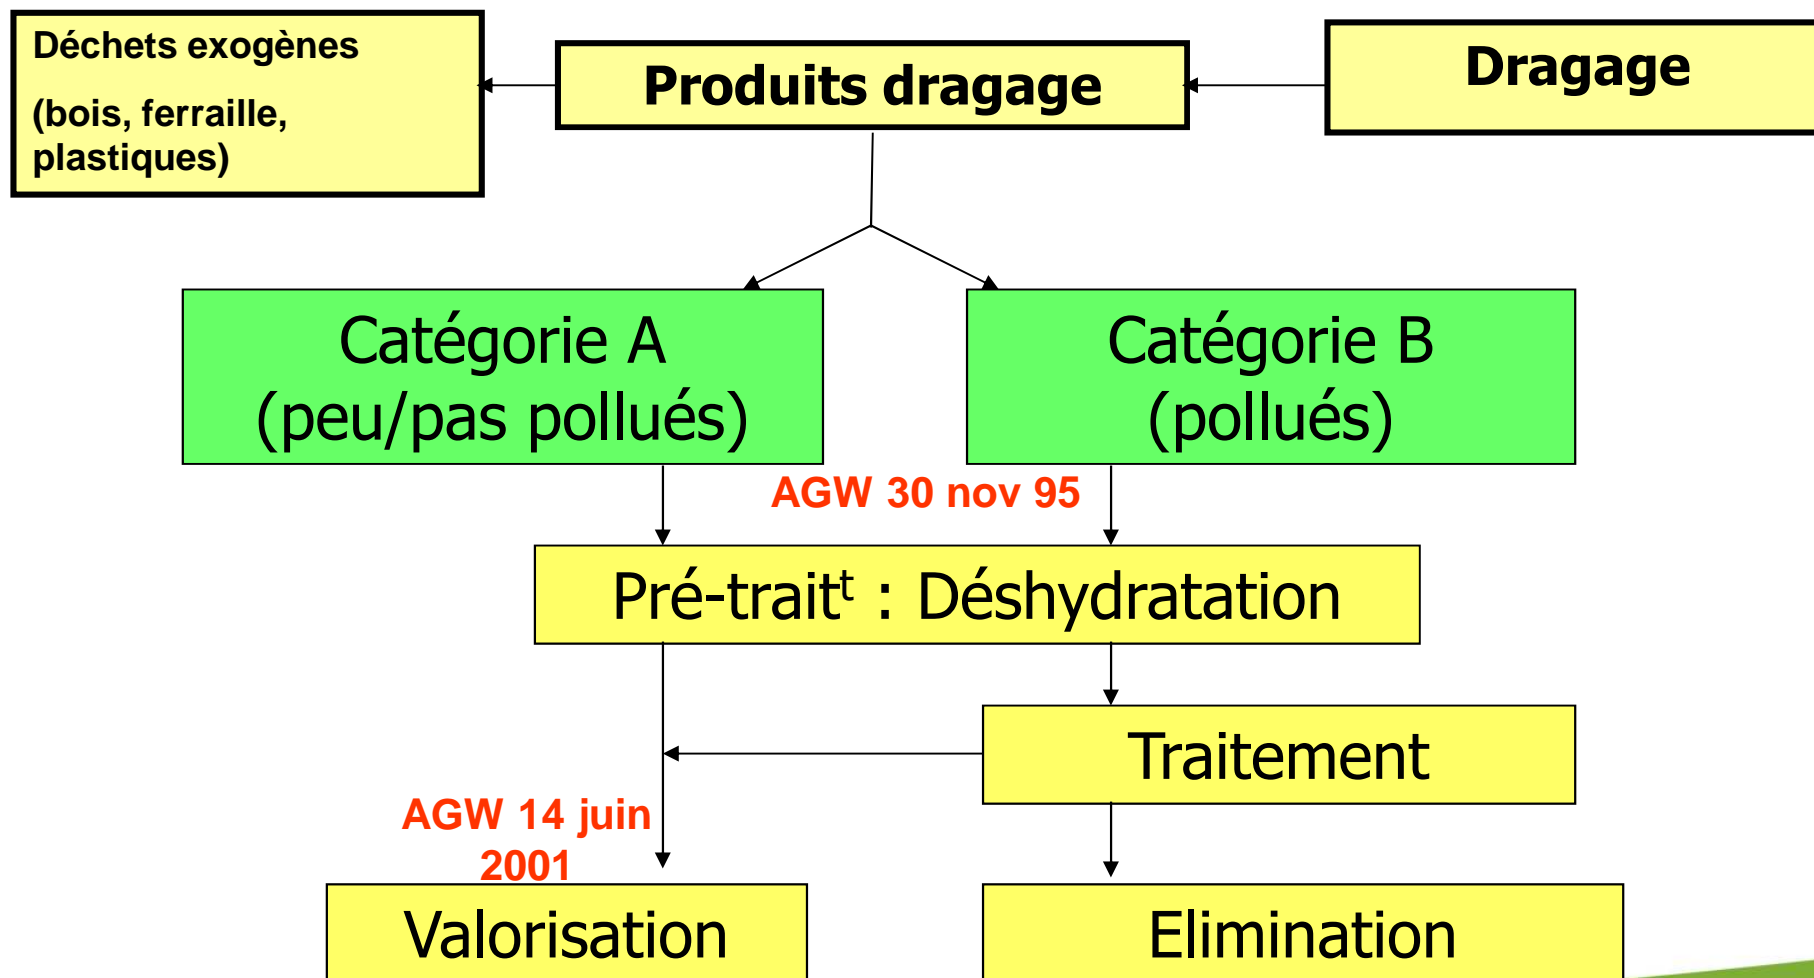 Déchets exogènes
(bois, ferraille,
plastiques)
Produits dragage
Dragage
Catégorie A
(peu/pas pollués)
Catégorie B
(pollués)
AGW 30 nov 95
Pré-traitᵗ : Déshydratation
Traitement
AGW 14 juin
2001
Valorisation
Elimination